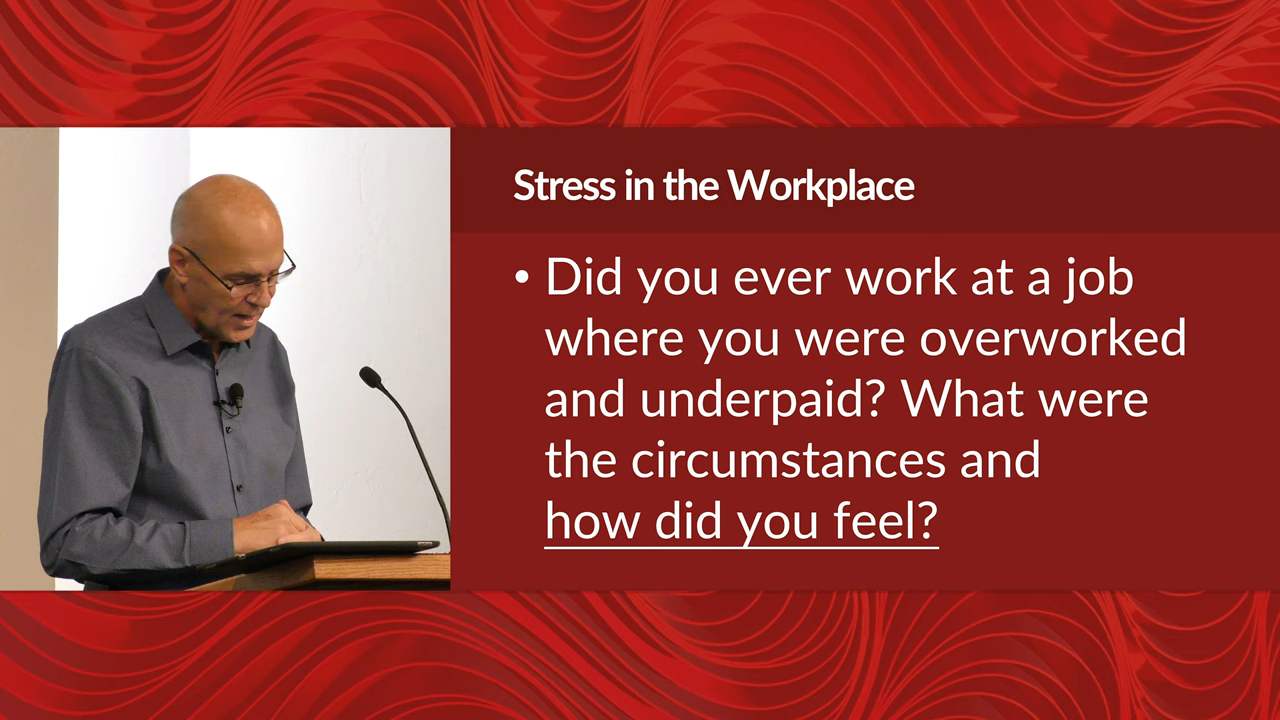 Stress in the Workplace
• Did you ever work at a job
where you were overworked
and underpaid? What were
the circumstances and
how did you feel?